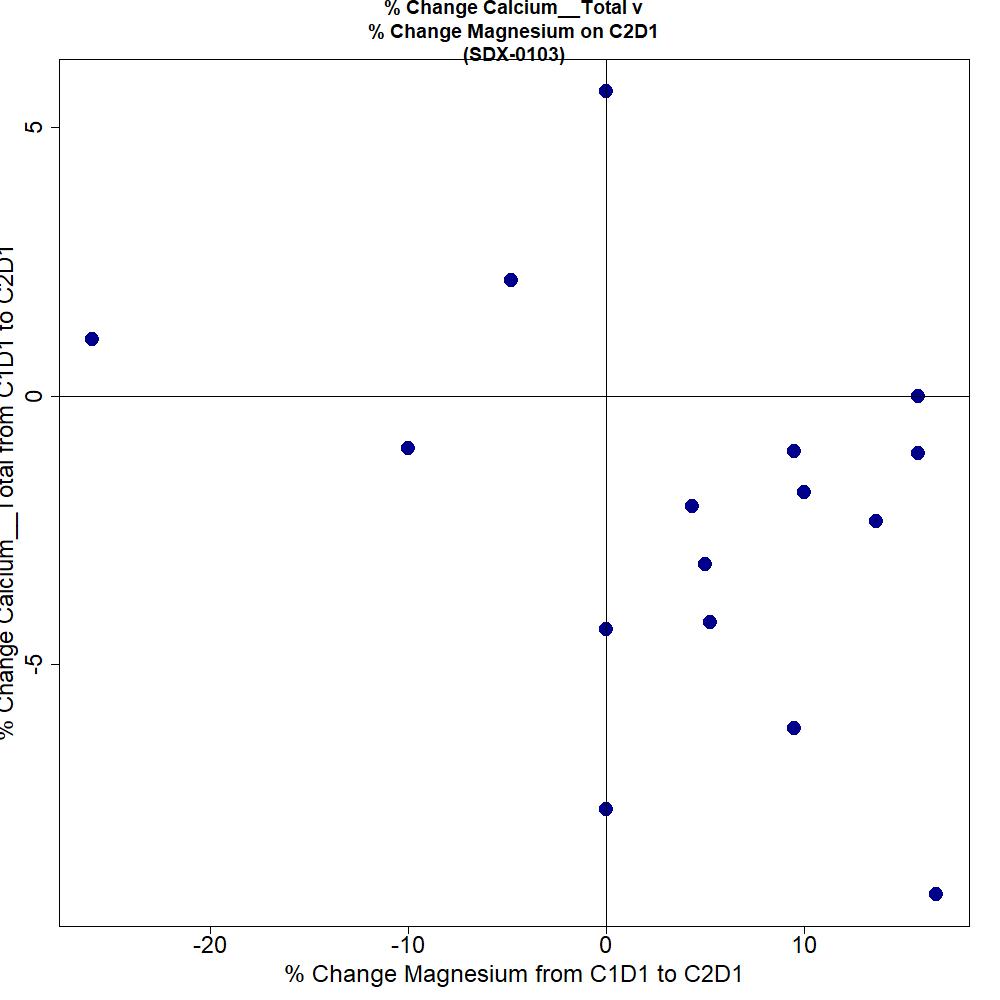 % Change Calcium__Total v
% Change Magnesium on C2D1
(SDX-0103)
% Change Calcium__Total from C1D1 to C2D1
5
0
-5
-20
-10
0
10
% Change Magnesium from C1D1 to C2D1